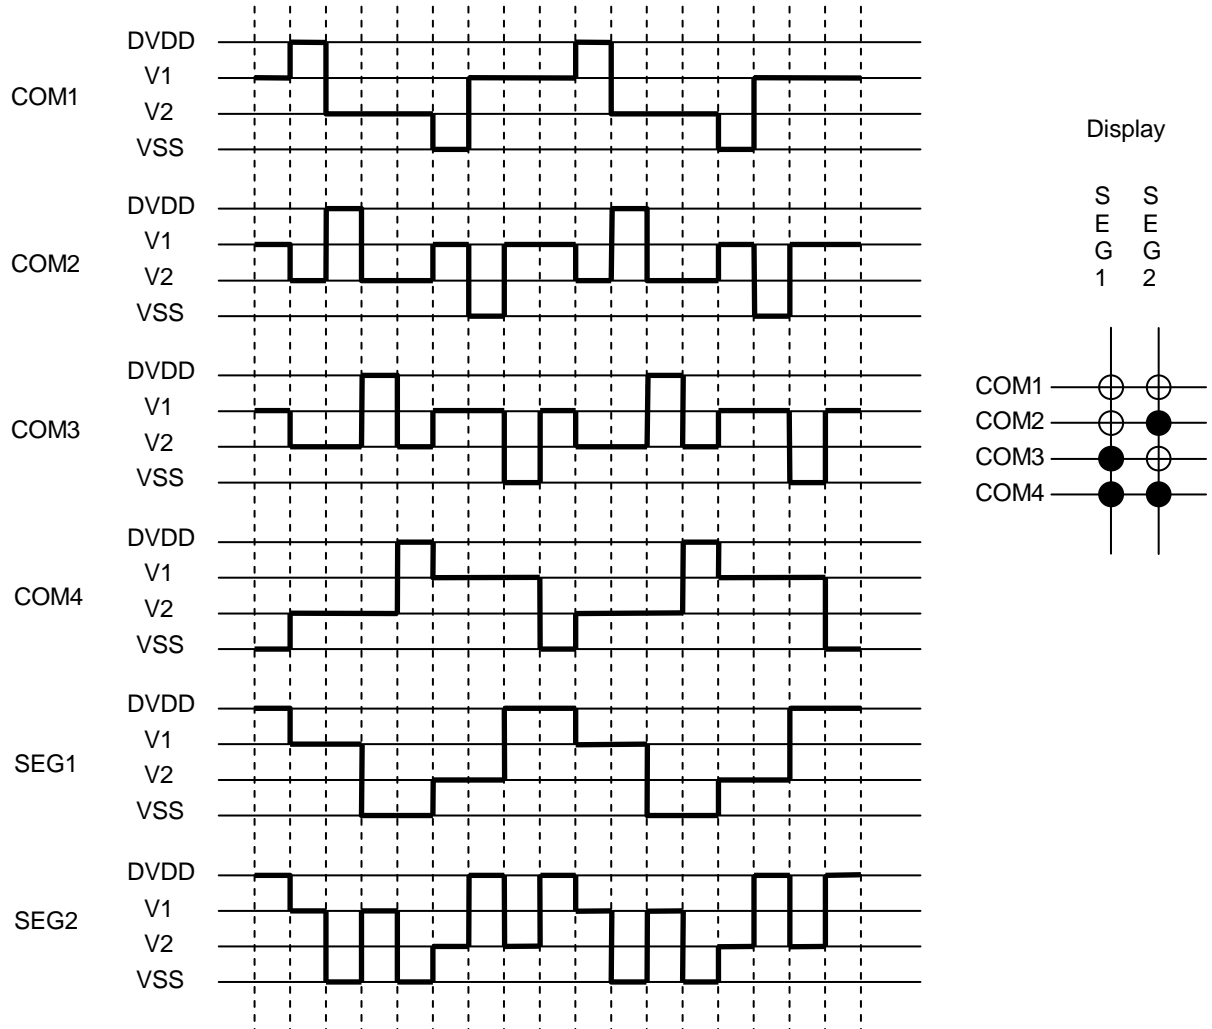 DVDD
V1
COM1
V2
VSS
DVDD
V1
COM2
V2
VSS
DVDD
V1
COM3
V2
VSS
DVDD
V1
COM4
V2
VSS
DVDD
V1
SEG1
V2
VSS
DVDD
V1
SEG2
V2
VSS
Display
S S
E E
G G
1 2
COM1
COM2
COM3
COM4